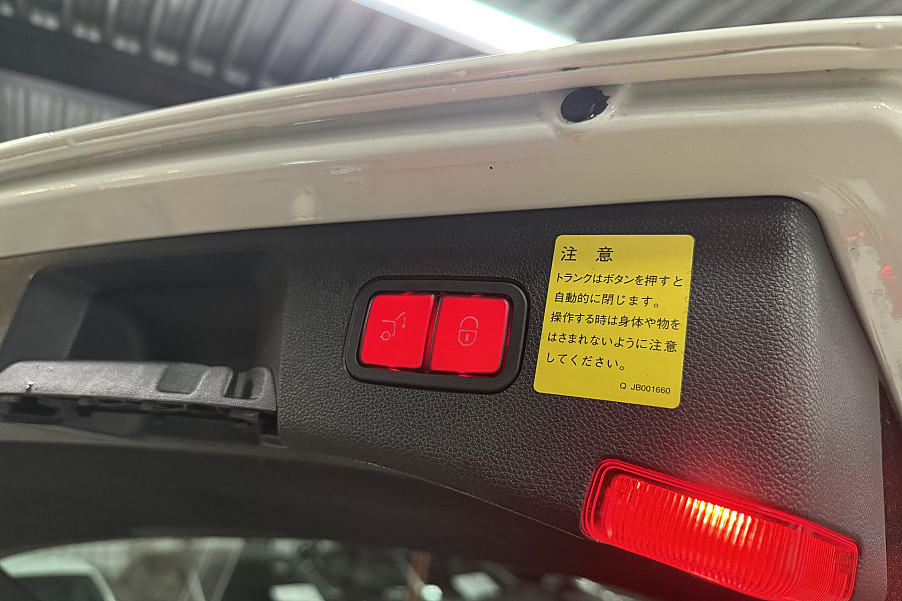 注 意
トランクはボタンを押すと
自動的に閉じます。
操作する時は身体や物を
はさまれないように注意
してください。
Q JB001660